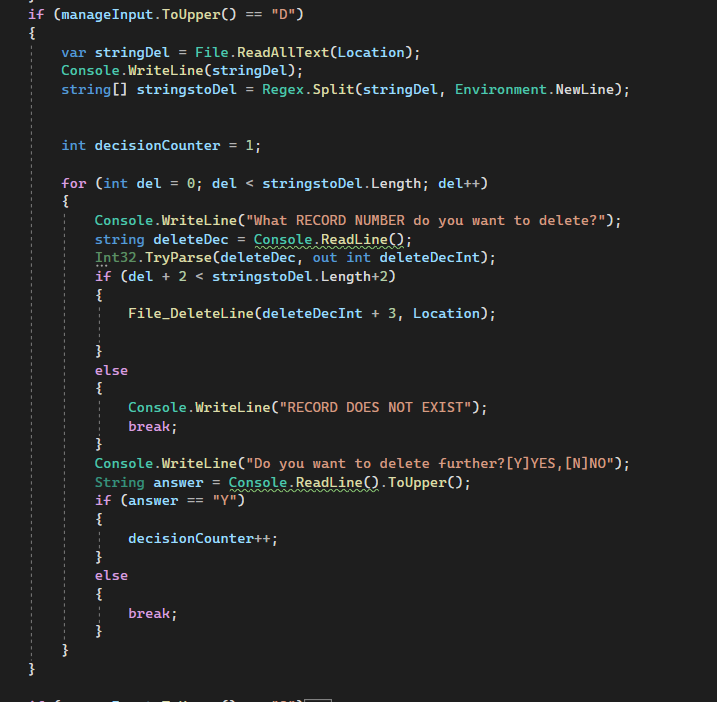 if (manageInput.ToUpper() == "D")
{
var stringDel = File.ReadAllText(Location);
Console.WriteLine(stringDel);
string[] stringstoDel = Regex.Split(stringDel, Environment.NewLine);
int decisionCounter = 1;
for (int del = 0; del < stringstoDel.Length; del++)
{
Console.WriteLine("What RECORD NUMBER do you want to delete?");
string deleteDec = Console.ReadLine();
Int32.TryParse(deleteDec, out int deleteDecInt);
if (del + 2 < stringstoDel.Length+2)
{
File_DeleteLine(deleteDecInt + 3, Location);
}
else
{
Console.WriteLine("RECORD DOES NOT EXIST");
break;
}
Console.WriteLine("Do you want to delete further?[Y]YES,[N]NO");
String answer = Console.ReadLine().ToUpper();
if (answer == "Y")
{
decisionCounter++;
}
else
{
break;
}
}
}